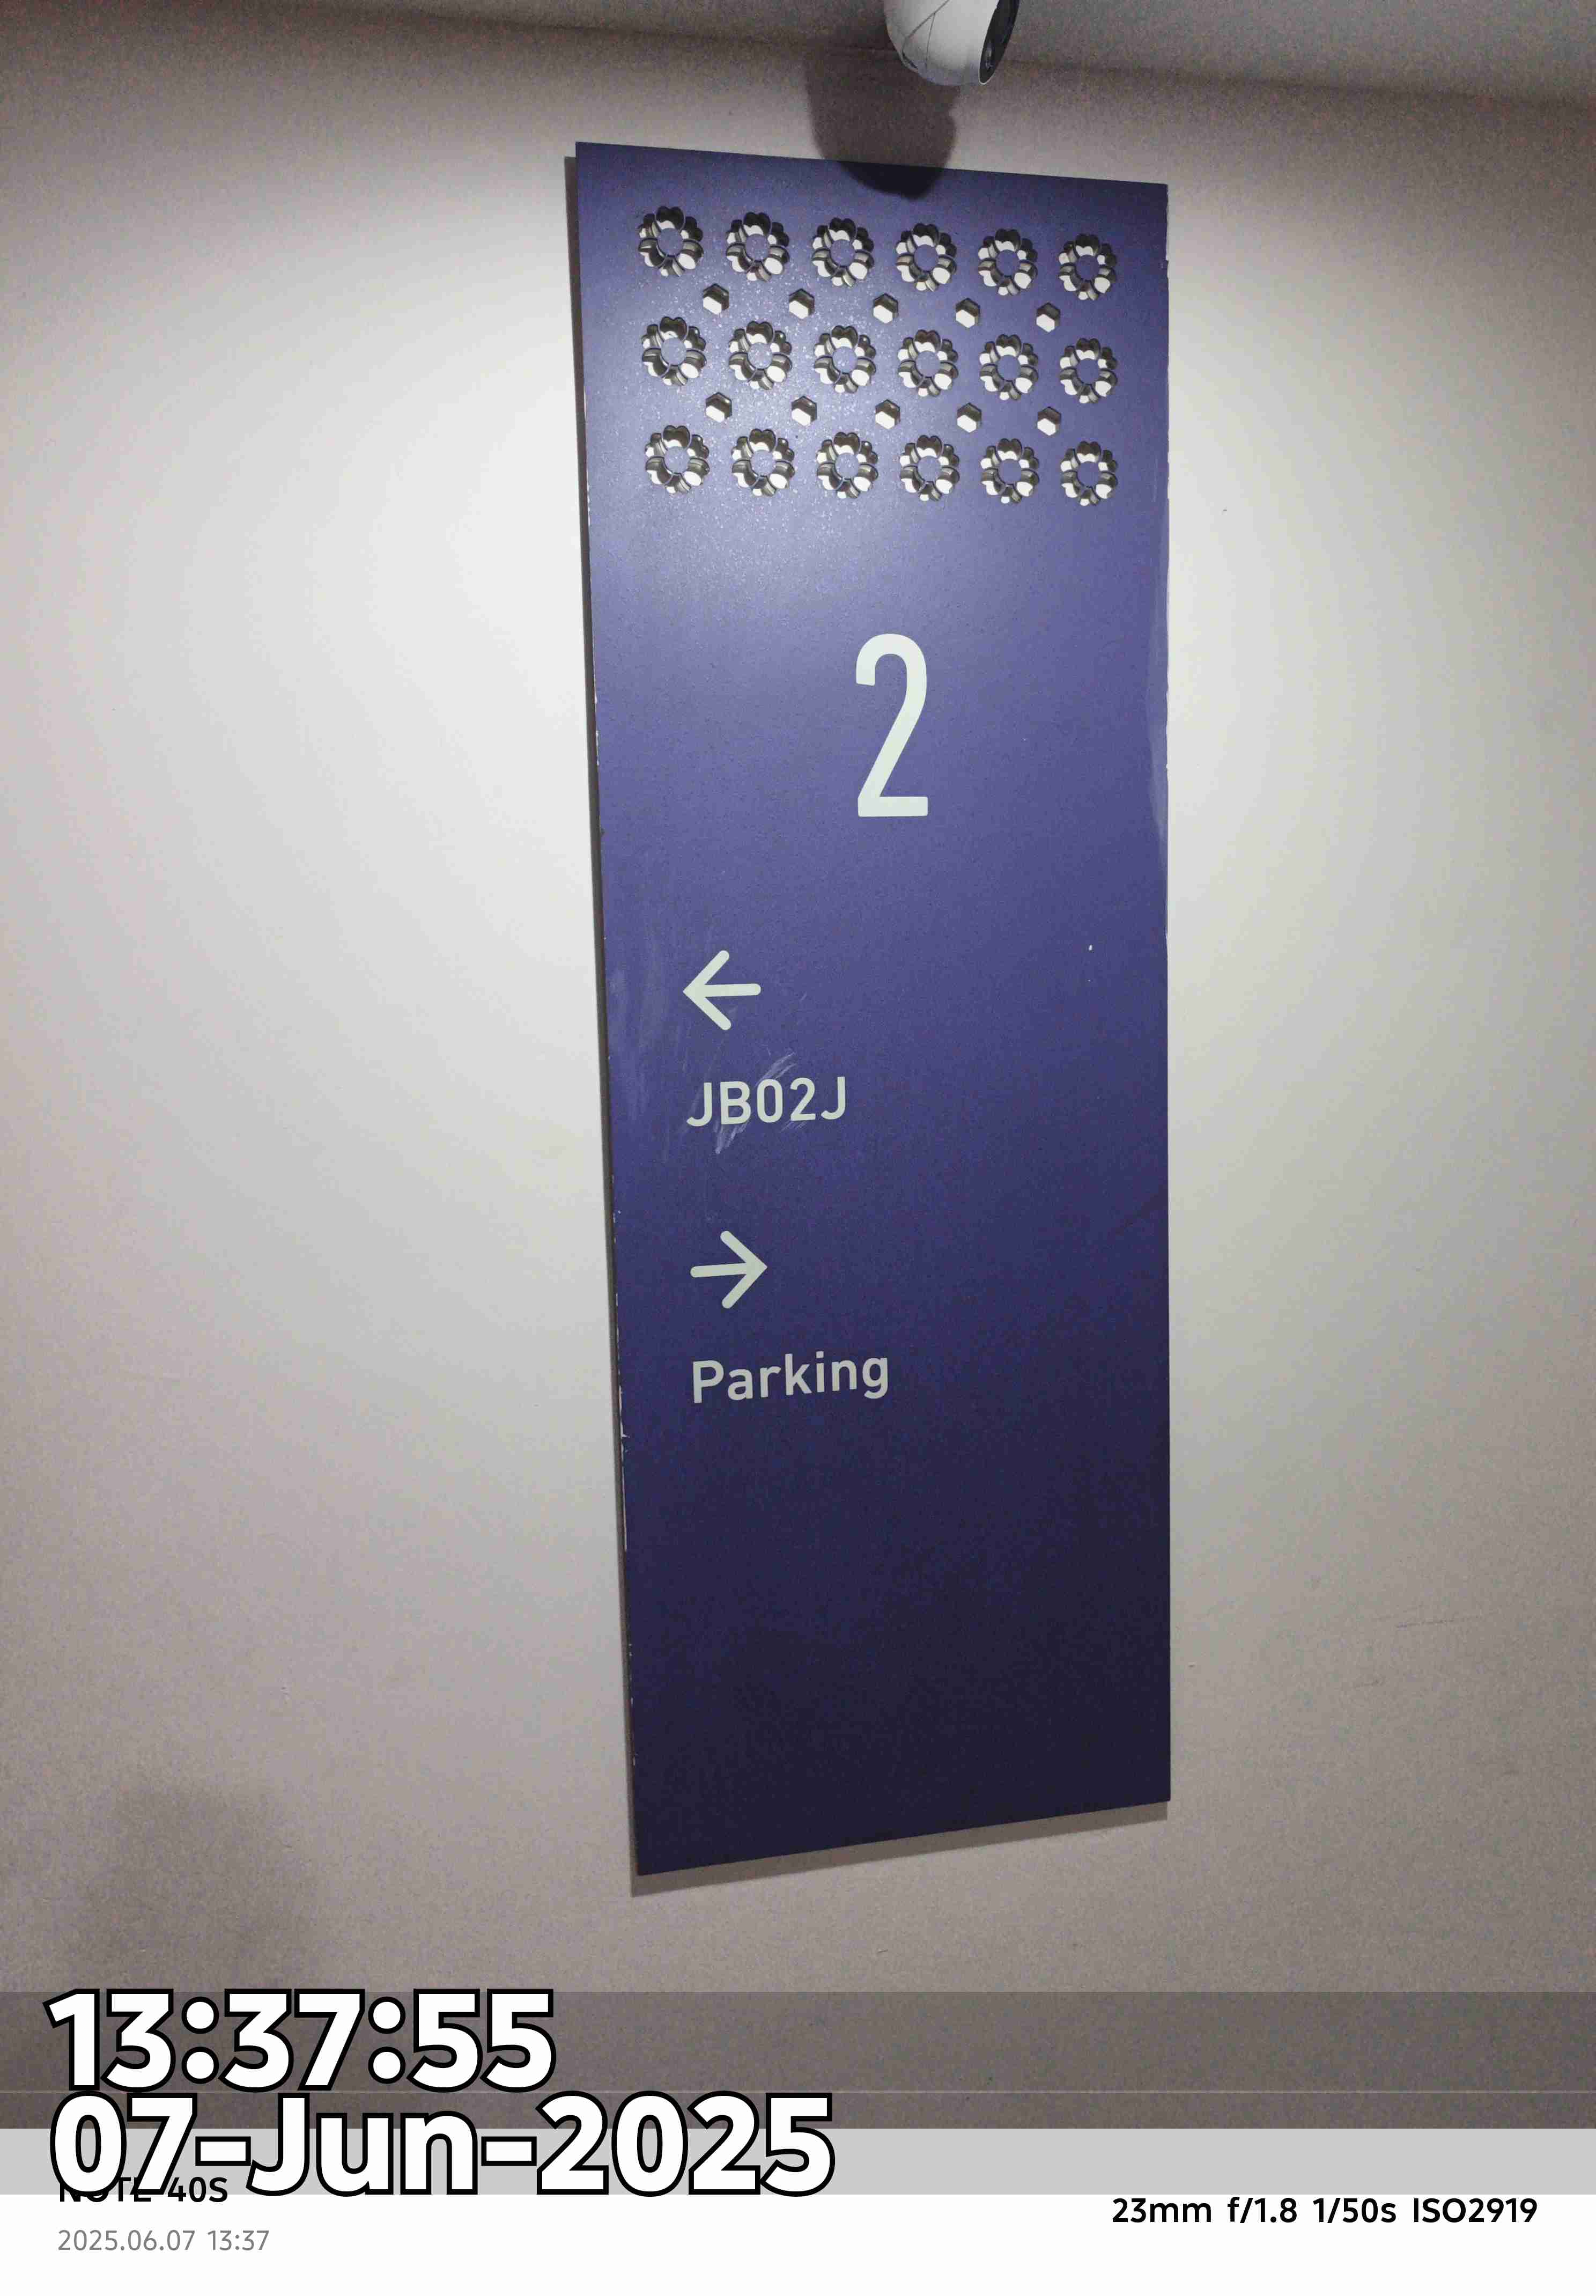 2
←
JB02J
→
Parking
13:37:55
07-Jun-2025
NOTE 40S
23mm f/1.8 1/50s ISO2919
2025.06.07 13:37